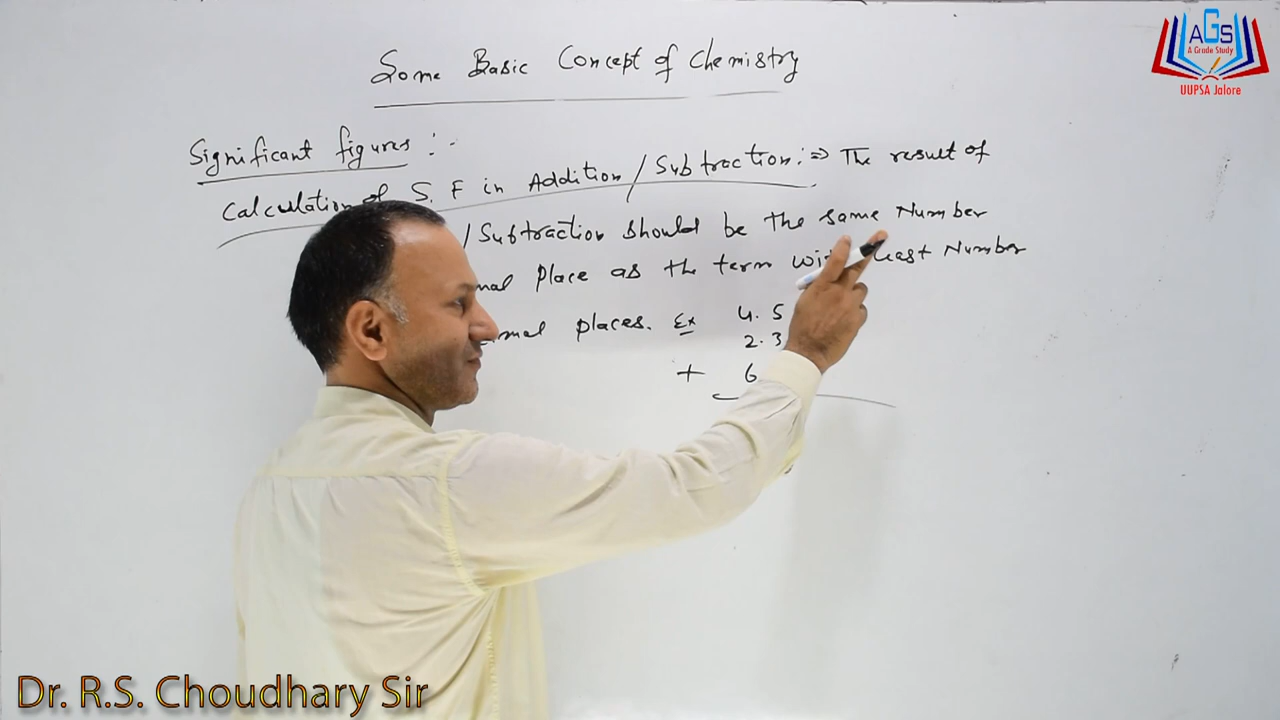 Some Basic Concept of Chemistry
AGS
A Grade Study
UUPSA Jalore
Significant figures :-
Calculation of S. F in Addition / Subtraction :⇒ The result of
/ Subtraction should be the same Number
Place as the term Number
places. Ex 4. 5
2. 3
+ 6
Dr. R.S. Choudhary Sir